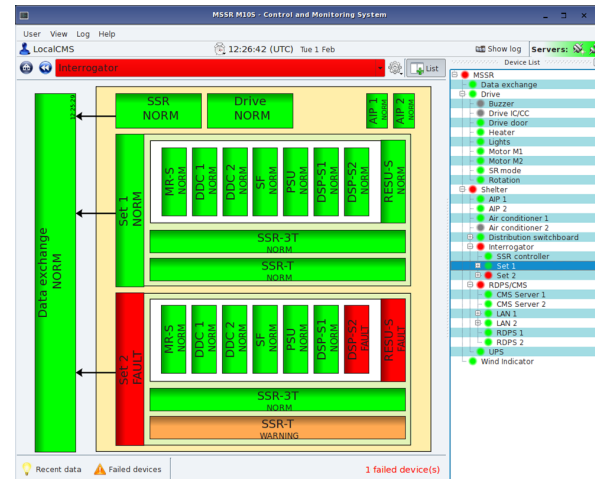 MSSR M10S - Control and Monitoring System
User View Log Help
LocalCMS
12:26:42 (UTC) Tue 1 Feb
Show log
Servers:
Interrogator
List
Device List
Data exchange
NORM
SSR
NORM
Drive
NORM
AIP 1
NORM
AIP 2
NORM
Set 1
NORM
MR-S
NORM
DDC 1
NORM
DDC 2
NORM
SF
NORM
PSU
NORM
DSP-S1
NORM
DSP-S2
NORM
RESU-S
NORM
SSR-3T
NORM
SSR-T
NORM
Set 2
FAULT
MR-S
NORM
DDC 1
NORM
DDC 2
NORM
SF
NORM
PSU
NORM
DSP-S1
NORM
DSP-S2
FAULT
RESU-S
FAULT
SSR-3T
NORM
SSR-T
WARNING
MSSR
Data exchange
Drive
Buzzer
Drive IC/CC
Drive door
Heater
Lights
Motor M1
Motor M2
SR mode
Rotation
Shelter
AIP 1
AIP 2
Air conditioner 1
Air conditioner 2
Distribution switchboard
Interrogator
SSR controller
Set 1
Set 2
RDPS/CMS
CMS Server 1
CMS Server 2
LAN 1
LAN 2
RDPS 1
RDPS 2
UPS
Wind Indicator
Recent data
Failed devices
1 failed device(s)